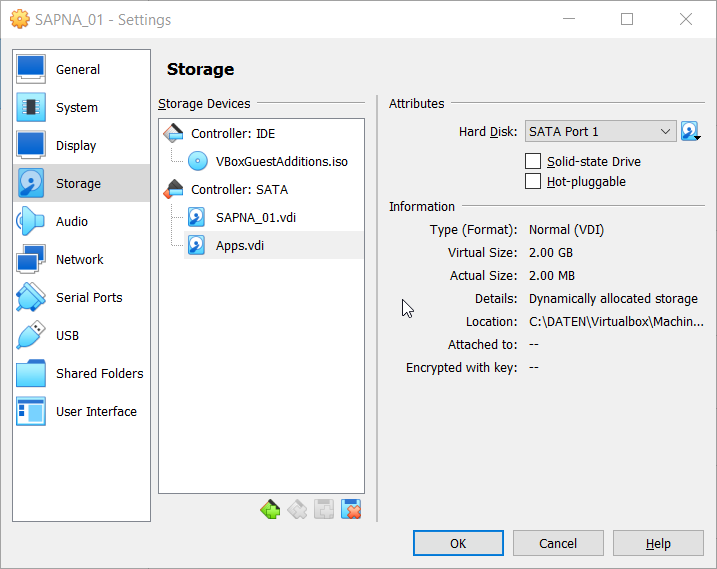 SAPNA_01 - Settings
General
System
Display
Storage
Audio
Network
Serial Ports
USB
Shared Folders
User Interface
Storage
Storage Devices
Controller: IDE
VBoxGuestAdditions.iso
Controller: SATA
SAPNA_01.vdi
Apps.vdi
Attributes
Hard Disk: SATA Port 1
Solid-state Drive
Hot-pluggable
Information
Type (Format): Normal (VDI)
Virtual Size: 2.00 GB
Actual Size: 2.00 MB
Details: Dynamically allocated storage
Location: C:\DATEN\Virtualbox\Machin...
Attached to: --
Encrypted with key: --
OK Cancel Help